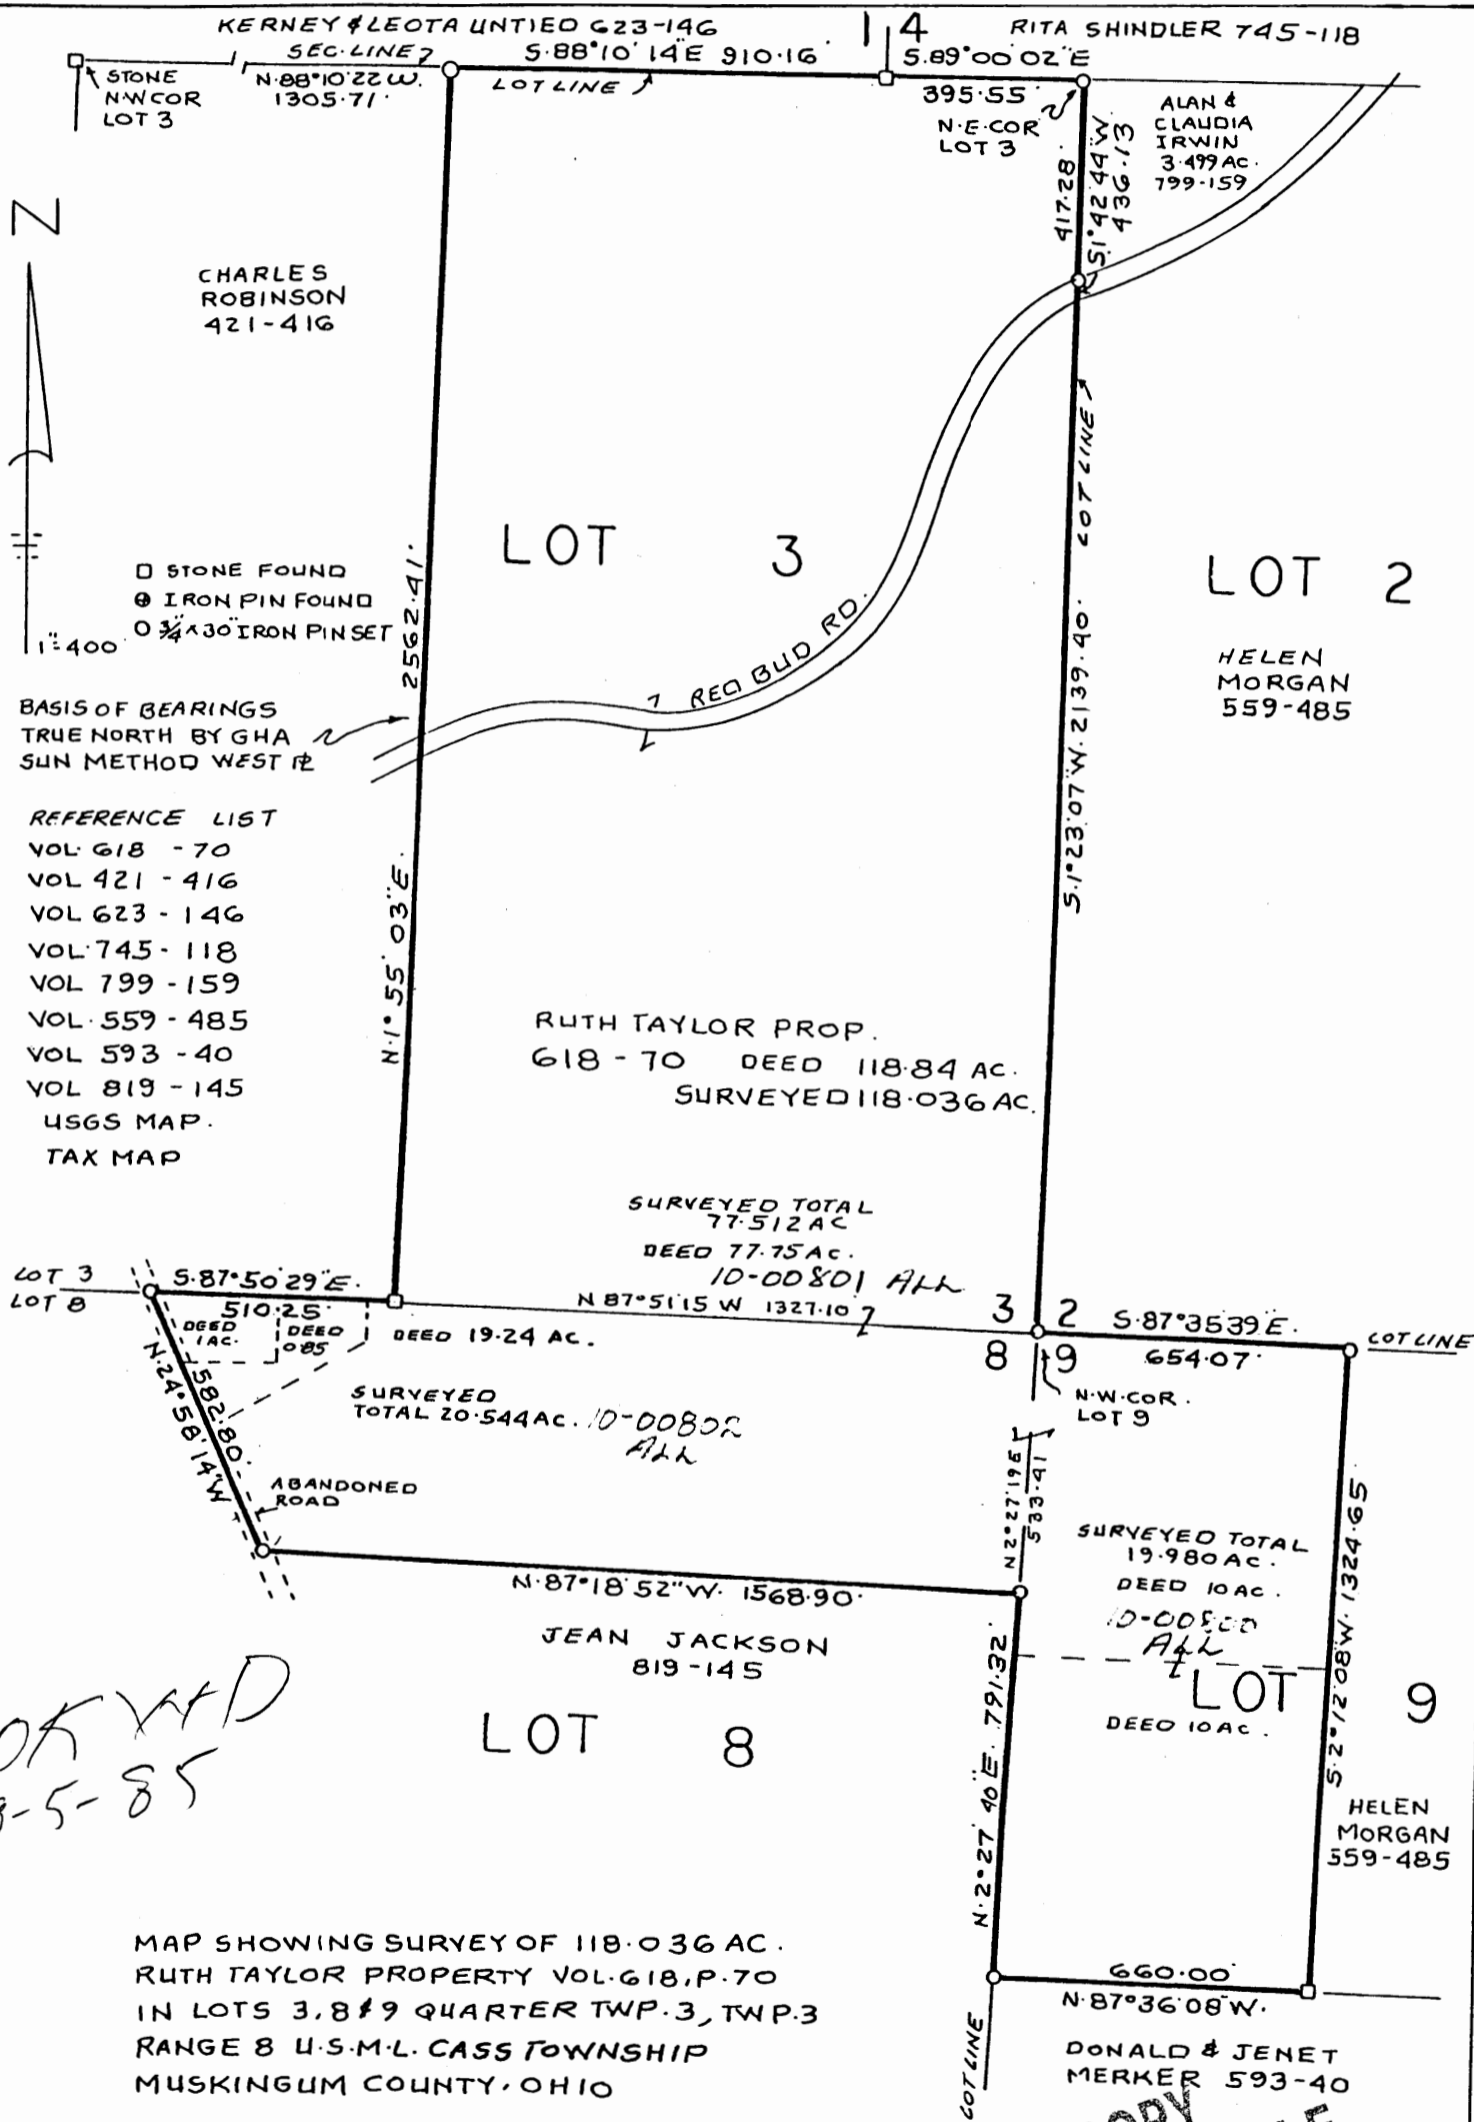 KERNEY & LEOTA UNTIED 623-146
1 4
RITA SHINDLER 745-118
SEC. LINE
S.88°10'14"E 910.16'
S.89°00'02"E
STONE
N.W COR
LOT 3
N.88°10'22"W.
1305.71'
LOT LINE
395.55'
N.E. COR
LOT 3
ALAN &
CLAUDIA
IRWIN
3.499 AC.
799-159
417.28'
S1°42'44"W.
436.13
N
CHARLES
ROBINSON
421-416
LOT LINE
LOT 3
LOT 2
□ STONE FOUND
⊕ IRON PIN FOUND
O 3/4" x 30" IRON PIN SET
1"=400'
2562.41'
RED BUD RD.
HELEN
MORGAN
559-485
S.1°23'07"W. 2139.40'
BASIS OF BEARINGS
TRUE NORTH BY GHA
SUN METHOD WEST PL
REFERENCE LIST
VOL. 618 - 70
VOL 421 - 416
VOL 623 - 146
VOL. 745 - 118
VOL 799 - 159
VOL. 559 - 485
VOL 593 - 40
VOL 819 - 145
USGS MAP.
TAX MAP
N.1°55'03"E.
RUTH TAYLOR PROP.
618 - 70 DEED 118.84 AC.
SURVEYED 118.036 AC.
SURVEYED TOTAL
77.512 AC
DEED 77.75 AC.
10-00801 ALL
LOT 3
LOT 8
S.87°50'29"E.
510.25'
N 87°51'15 W 1327.10'
3 2
8 9
S.87°35'39"E.
654.07'
LOT LINE
DEED
1 AC.
DEED
0.85
DEED 19.24 AC.
N.W. COR.
LOT 9
582.80'
N.24°58'14"W
SURVEYED
TOTAL 20.544 AC. 10-00802
ALL
ABANDONED
ROAD
N 2°27'19 E
533.41
SURVEYED TOTAL
19.980 AC.
DEED 10 AC.
ALL
S.2°12'08"W. 1324.65'
N.87°18'52"W. 1568.90'
JEAN JACKSON
819-145
LOT 8
LOT 9
DEED 10 AC.
N.2°27'40"E. 791.32'
HELEN
MORGAN
559-485
OK
-5-85
MAP SHOWING SURVEY OF 118.036 AC.
RUTH TAYLOR PROPERTY VOL. 618, P. 70
IN LOTS 3, 8 & 9 QUARTER TWP. 3, TWP. 3
RANGE 8 U.S.M.L. CASS TOWNSHIP
MUSKINGUM COUNTY, OHIO
LOT LINE
660.00'
N.87°36'08"W.
DONALD & JENET
MERKER 593-40